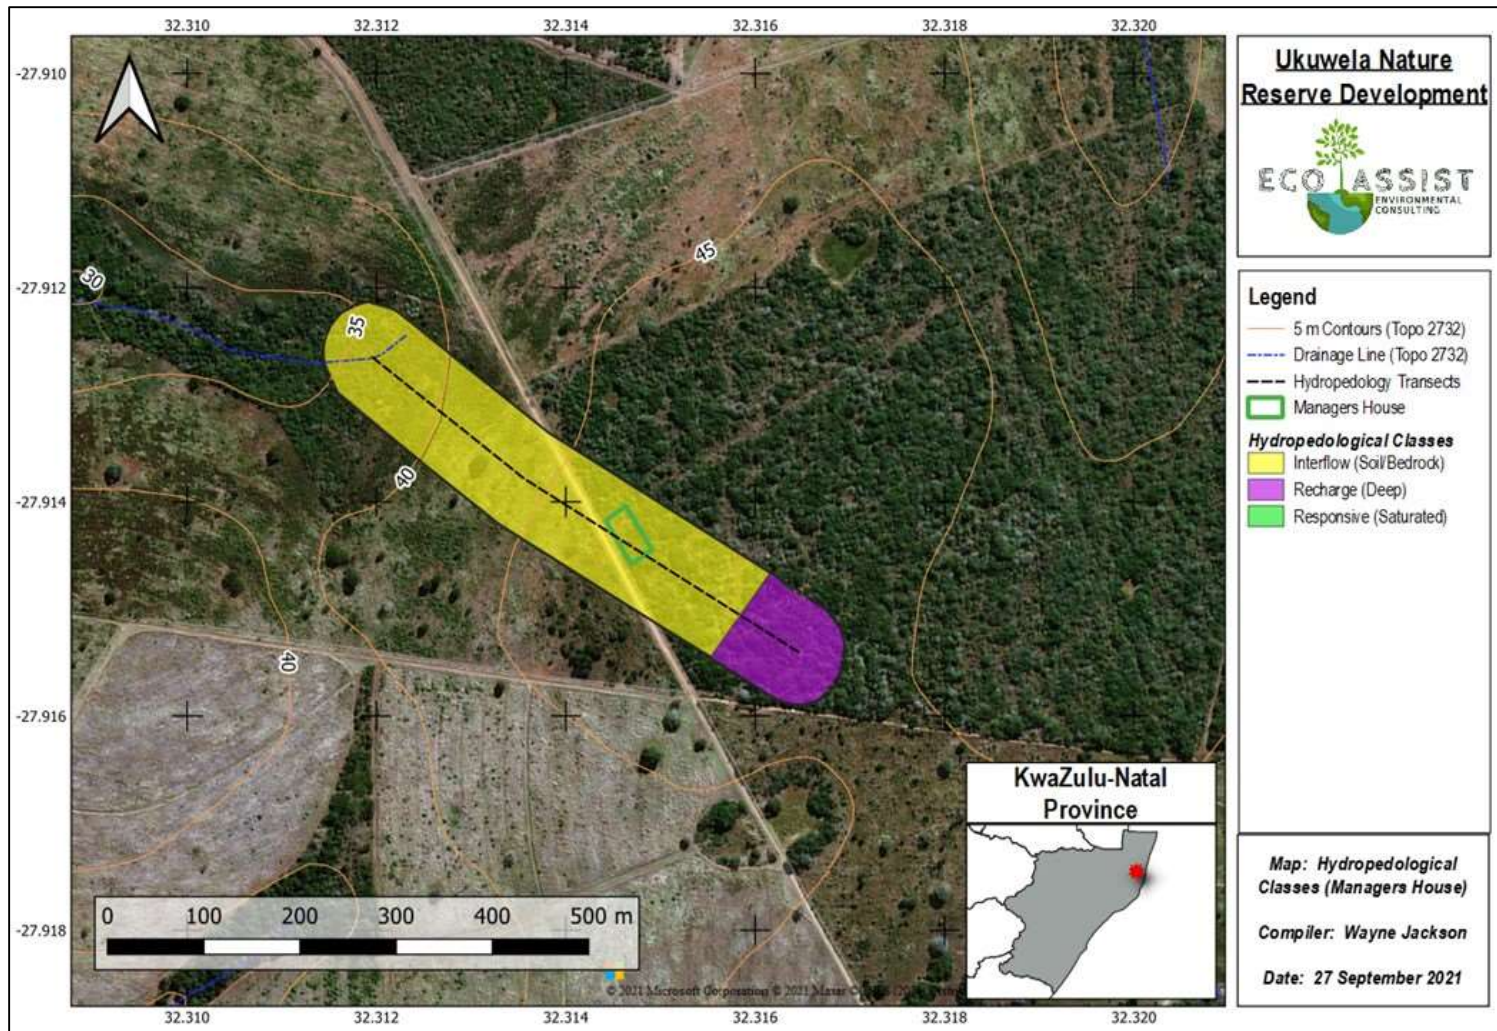 32.310 32.312 32.314 32.316 32.318 32.320
-27.910
-27.912
-27.914
-27.916
-27.918
30
35
45
40
40
0 100 200 300 400 500 m
© 2021 Microsoft Corporation © 2021 Maxar
32.310 32.312 32.314 32.316 32.318 32.320
KwaZulu-Natal
Province
Ukuwela Nature
Reserve Development
ECO ASSIST
ENVIRONMENTAL
CONSULTING
Legend
5 m Contours (Topo 2732)
Drainage Line (Topo 2732)
Hydropedology Transects
Managers House
Hydropedological Classes
Interflow (Soil/Bedrock)
Recharge (Deep)
Responsive (Saturated)
Map: Hydropedological
Classes (Managers House)
Compiler: Wayne Jackson
Date: 27 September 2021